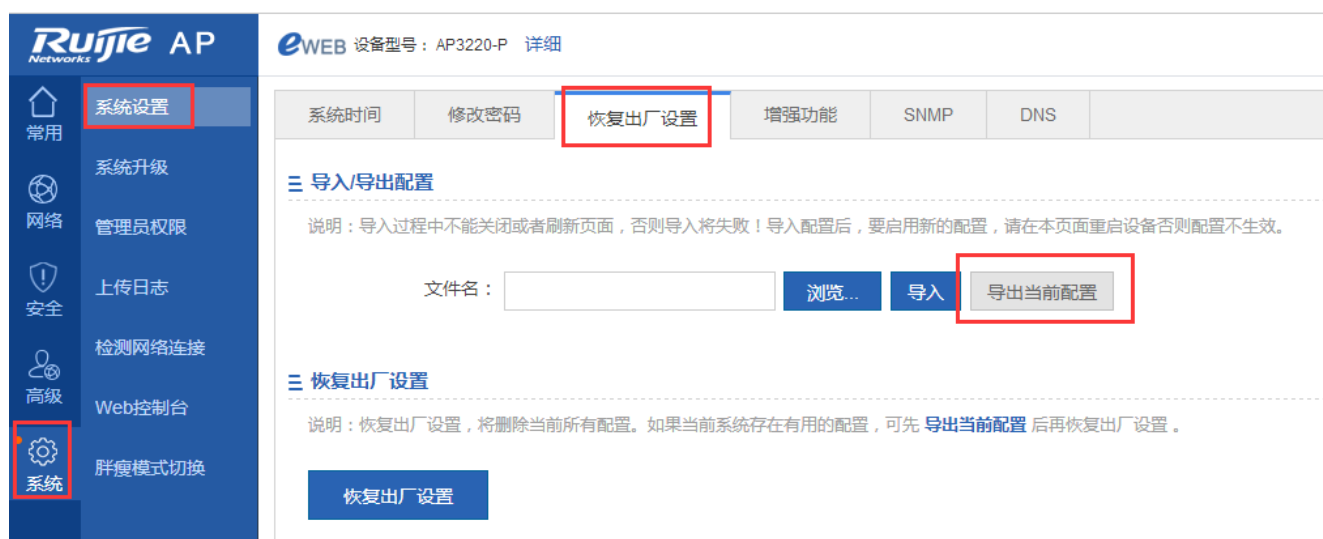 Ruijie AP
Networks
eWEB 设备型号：AP3220-P 详细
常用
网络
安全
高级
系统
系统设置
系统升级
管理员权限
上传日志
检测网络连接
Web控制台
胖瘦模式切换
系统时间 修改密码 恢复出厂设置 增强功能 SNMP DNS
导入/导出配置
说明：导入过程中不能关闭或者刷新页面，否则导入将失败！导入配置后，要启用新的配置，请在本页面重启设备否则配置不生效。
文件名： 浏览... 导入 导出当前配置
恢复出厂设置
说明：恢复出厂设置，将删除当前所有配置。如果当前系统存在有用的配置，可先 导出当前配置 后再恢复出厂设置 。
恢复出厂设置